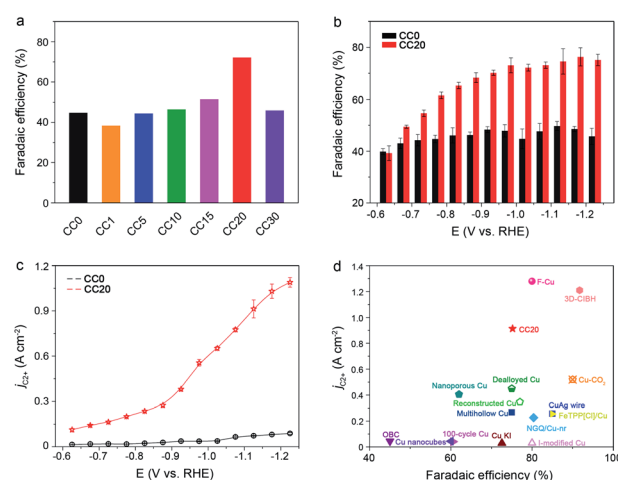 a
Faradaic efficiency (%)
80
60
40
20
0
CC0 CC1 CC5 CC10 CC15 CC20 CC30
b
CC0
CC20
Faradaic efficiency (%)
100
80
60
40
20
-0.6 -0.7 -0.8 -0.9 -1.0 -1.1 -1.2
E (V vs. RHE)
c
CC0
CC20
jC2+ (A cm-2)
1.2
0.9
0.6
0.3
0.0
-0.6 -0.7 -0.8 -0.9 -1.0 -1.1 -1.2
E (V vs. RHE)
d
jC2+ (A cm-2)
1.4
1.2
1.0
0.8
0.6
0.4
0.2
0.0
F-Cu
3D-CIBH
CC20
Dealloyed Cu
Cu-CO2
Nanoporous Cu
Reconstructed Cu
CuAg wire
Multihollow Cu
FeTPP[Cl]/Cu
NGQ/Cu-nr
OBC
100-cycle Cu
Cu nanocubes
Cu KI
I-modified Cu
40 60 80 100
Faradaic efficiency (%)